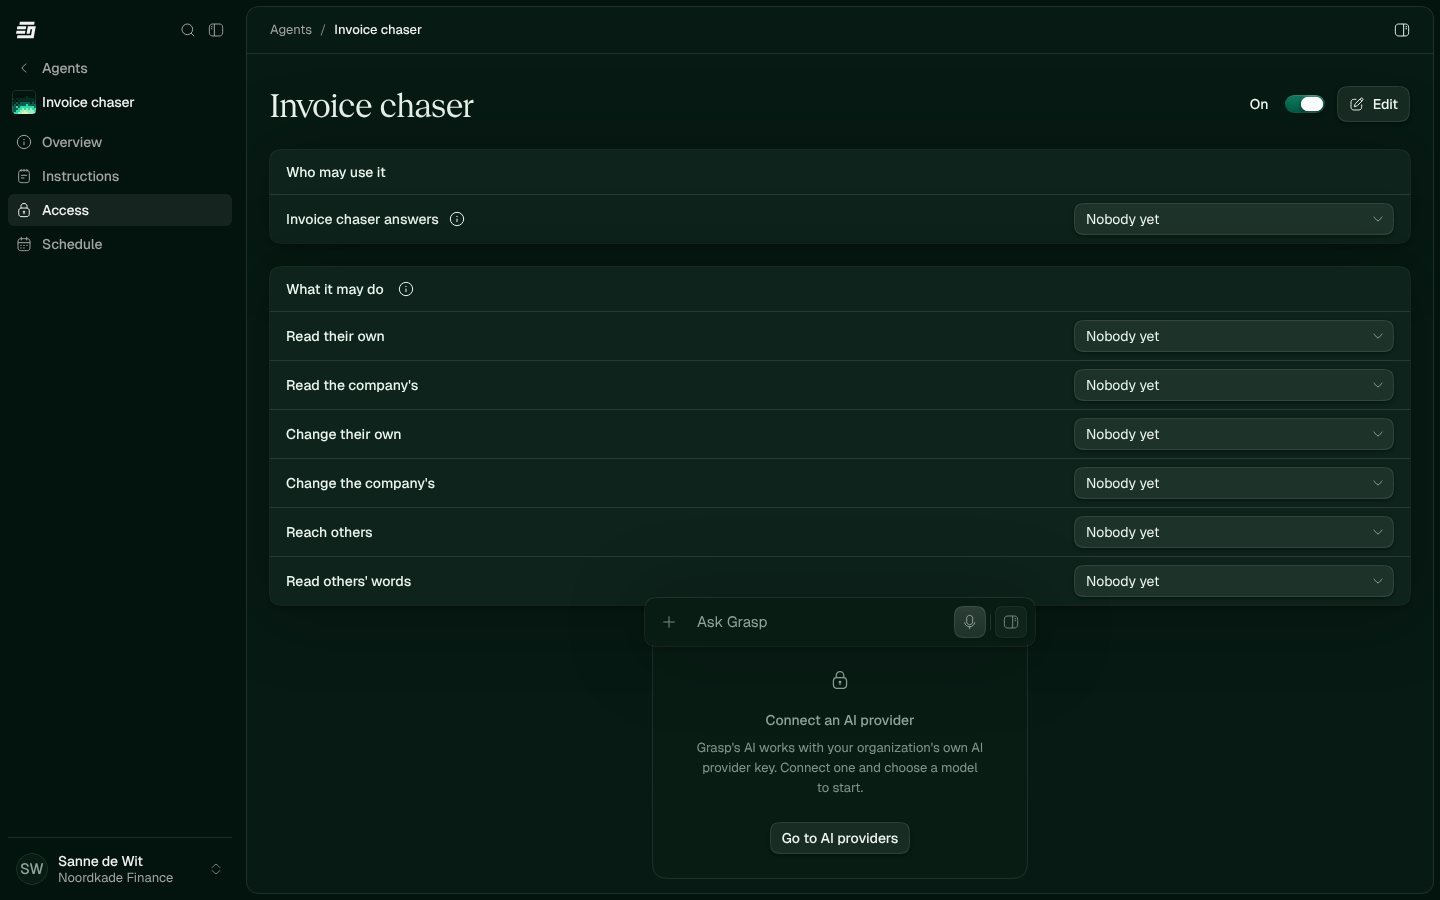 Agents / Invoice chaser
Agents
Invoice chaser
Overview
Instructions
Access
Schedule
Invoice chaser
On
Edit
Who may use it
Invoice chaser answers
Nobody yet
What it may do
Read their own
Nobody yet
Read the company's
Nobody yet
Change their own
Nobody yet
Change the company's
Nobody yet
Reach others
Nobody yet
Read others' words
Nobody yet
Ask Grasp
Connect an AI provider
Grasp's AI works with your organization's own AI
provider key. Connect one and choose a model
to start.
Go to AI providers
SW
Sanne de Wit
Noordkade Finance